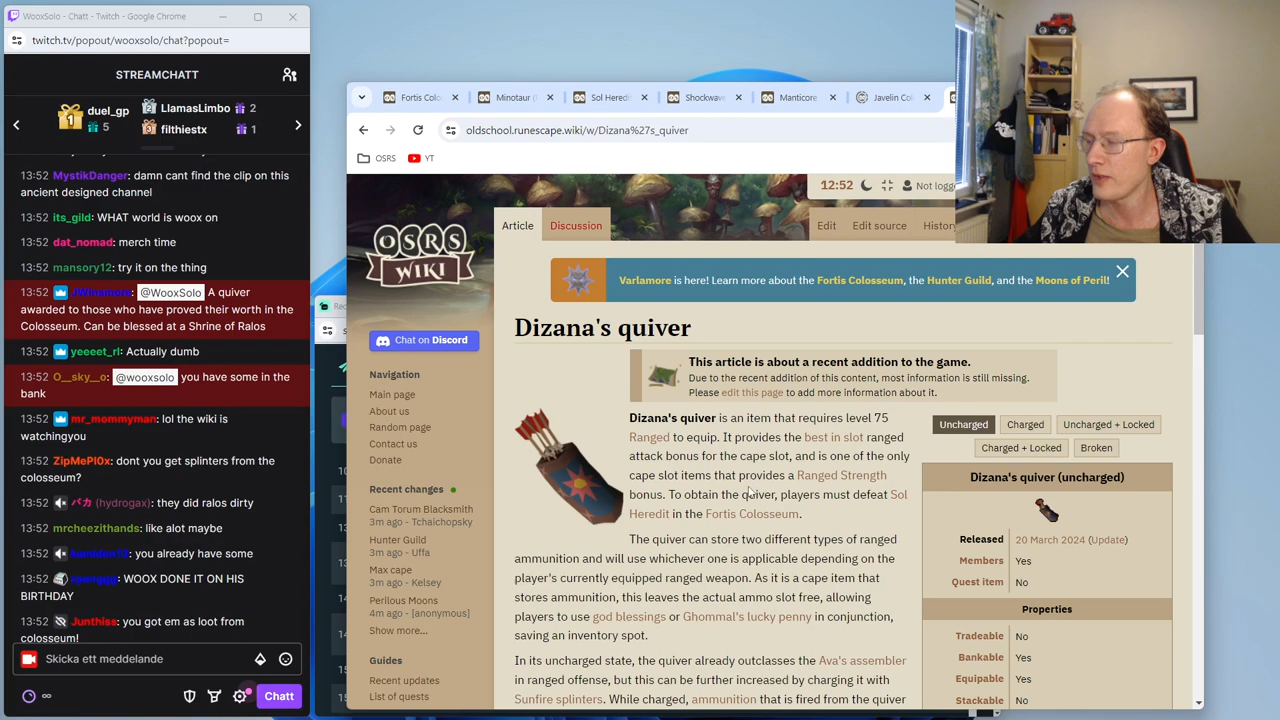 WooxSolo - Chatt - Twitch - Google Chrome
twitch.tv/popout/wooxsolo/chat?popout=
STREAMCHATT
1 duel_gp 5
2 LlamasLimbo 2
3 filthiestx 1
13:52 MystikDanger: damn cant find the clip on this
ancient designed channel
13:52 its_gild: WHAT world is woox on
13:52 dat_nomad: merch time
13:52 mansory12: try it on the thing
13:52 @WooxSolo A quiver
awarded to those who have proved their worth in the
Colosseum. Can be blessed at a Shrine of Ralos
13:52 yeeeet_rl: Actually dumb
13:52 O__sky__o: @wooxsolo you have some in the
bank
13:52 mr_mommyman: lol the wiki is
watchingyou
13:52 ZipMePl0x: dont you get splinters from the
colosseum?
13:52 バカ (hydrogax): they did ralos dirty
13:52 mrcheezithands: like alot maybe
13:52 you already have some
13:52 WOOX DONE IT ON HIS
BIRTHDAY
13:52 Junthiss: you got em as loot from
colosseum!
Skicka ett meddelande
∞
Chatt
Fortis Colo
Minotaur (
Sol Heredi
Shockwave
Manticore
Javelin Col
oldschool.runescape.wiki/w/Dizana%27s_quiver
OSRS
YT
12:52
Not logg
OSRS
WIKI
Article
Discussion
Edit
Edit source
History
Varlamore is here! Learn more about the Fortis Colosseum, the Hunter Guild, and the Moons of Peril!
Chat on Discord
Navigation
Main page
About us
Random page
Contact us
Donate
Recent changes
Cam Torum Blacksmith
3m ago - Tchaichopsky
Hunter Guild
3m ago - Uffa
Max cape
3m ago - Kelsey
Perilous Moons
4m ago - [anonymous]
Show more...
Guides
Recent updates
List of quests
Dizana's quiver
This article is about a recent addition to the game.
Due to the recent addition of this content, most information is still missing.
Please edit this page to add more information about it.
Dizana's quiver is an item that requires level 75
Ranged to equip. It provides the best in slot ranged
attack bonus for the cape slot, and is one of the only
cape slot items that provides a Ranged Strength
bonus. To obtain the quiver, players must defeat Sol
Heredit in the Fortis Colosseum.
The quiver can store two different types of ranged
ammunition and will use whichever one is applicable depending on the
player's currently equipped ranged weapon. As it is a cape item that
stores ammunition, this leaves the actual ammo slot free, allowing
players to use god blessings or Ghommal's lucky penny in conjunction,
saving an inventory spot.
In its uncharged state, the quiver already outclasses the Ava's assembler
in ranged offense, but this can be further increased by charging it with
Sunfire splinters. While charged, ammunition that is fired from the quiver
Uncharged
Charged
Uncharged + Locked
Charged + Locked
Broken
Dizana's quiver (uncharged)
Released 20 March 2024 (Update)
Members Yes
Quest item No
Properties
Tradeable No
Bankable Yes
Equipable Yes
Stackable No